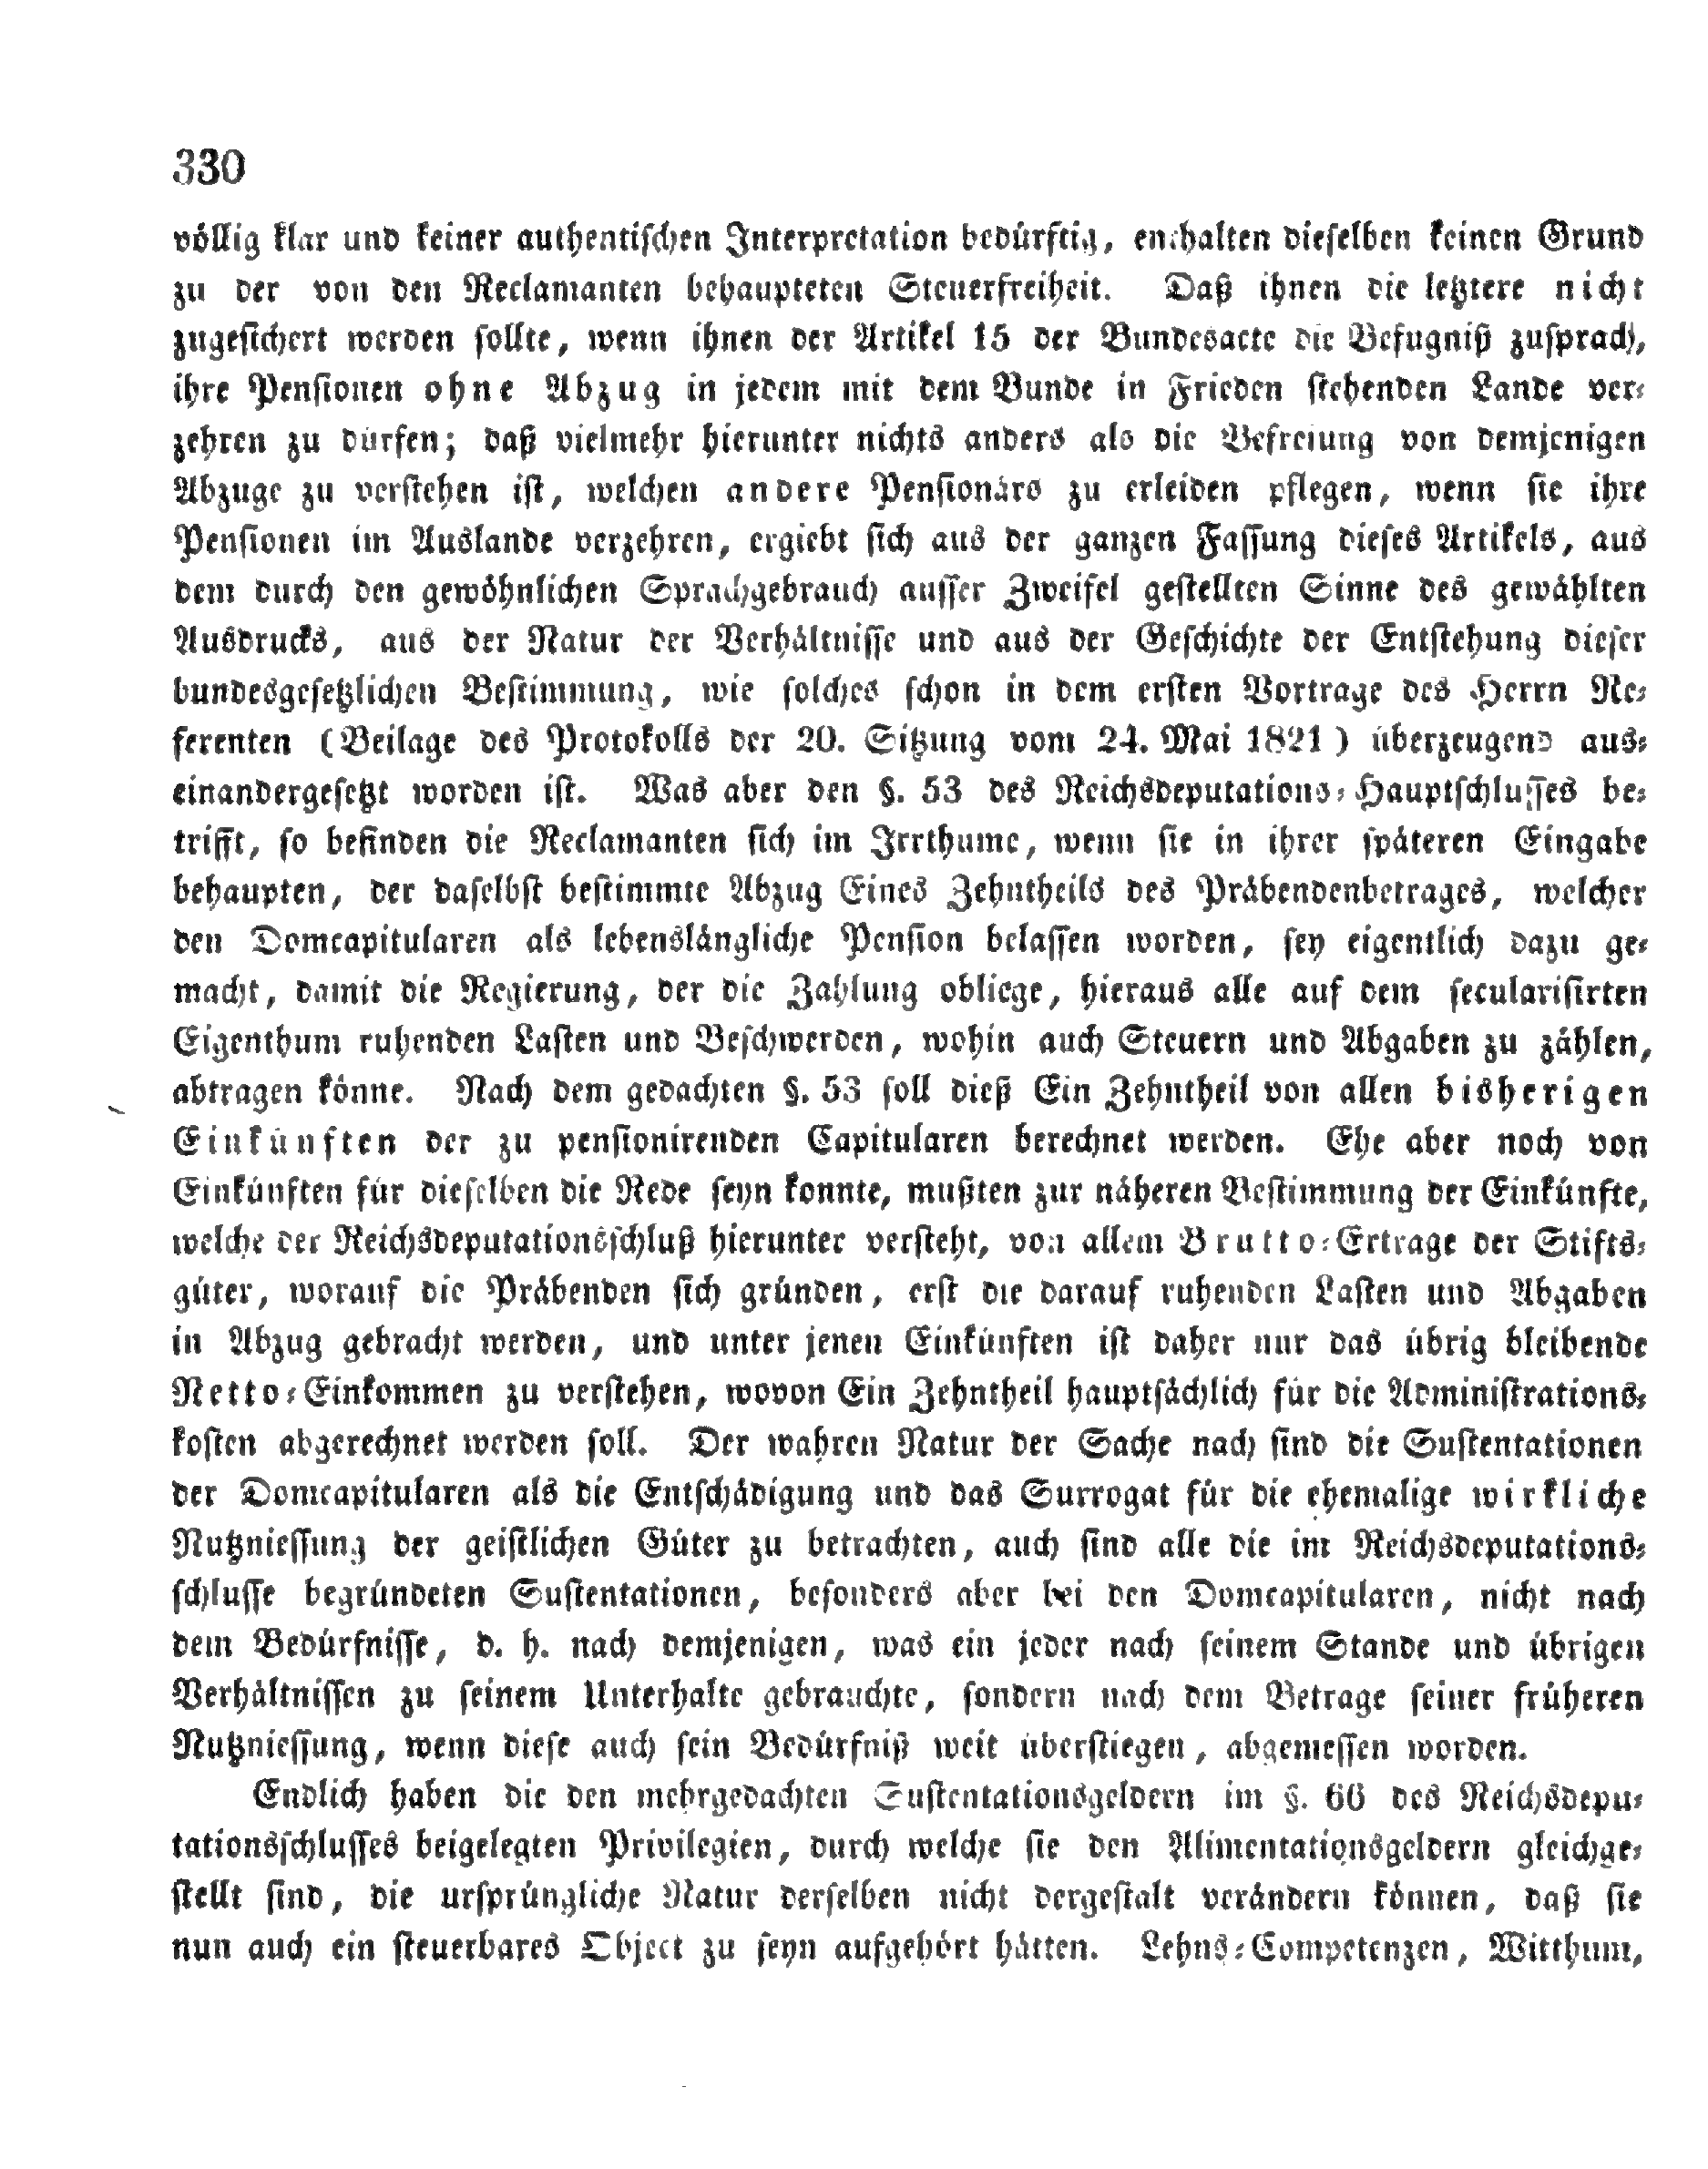 330
völlig klar und keiner authentischen Interpretation bedürftig, enthalten dieselben keinen Grund
zu der von den Reclamanten behaupteten Steuerfreiheit. Daß ihnen die letztere nicht
zugesichert werden sollte, wenn ihnen der Artikel 15 der Bundesacte die Befugniß zusprach,
ihre Pensionen ohne Abzug in jedem mit dem Bunde in Frieden stehenden Lande ver-
zehren zu dürfen; daß vielmehr hierunter nichts anders als die Befreiung von demjenigen
Abzuge zu verstehen ist, welchen andere Pensionärs zu erleiden pflegen, wenn sie ihre
Pensionen im Auslande verzehren, ergiebt sich aus der ganzen Fassung dieses Artikels, aus
dem durch den gewöhnlichen Sprachgebrauch ausser Zweifel gestellten Sinne des gewählten
Ausdrucks, aus der Natur der Verhältnisse und aus der Geschichte der Entstehung dieser
bundesgesetzlichen Bestimmung, wie solches schon in dem ersten Vortrage des Herrn Re-
ferenten (Beilage des Protokolls der 20. Sitzung vom 24. Mai 1821) überzeugend aus-
einandergesetzt worden ist. Was aber den §. 53 des Reichsdeputations-Hauptschlusses be-
trifft, so befinden die Reclamanten sich im Irrthume, wenn sie in ihrer späteren Eingabe
behaupten, der daselbst bestimmte Abzug Eines Zehntheils des Präbendenbetrages, welcher
den Domcapitularen als lebenslängliche Pension belassen worden, sey eigentlich dazu ge-
macht, damit die Regierung, der die Zahlung obliege, hieraus alle auf dem secularisirten
Eigenthum ruhenden Lasten und Beschwerden, wohin auch Steuern und Abgaben zu zählen,
abtragen könne. Nach dem gedachten §. 53 soll dieß Ein Zehntheil von allen bisherigen
Einkünften der zu pensionirenden Capitularen berechnet werden. Ehe aber noch von
Einkünften für dieselben die Rede seyn konnte, mußten zur näheren Bestimmung der Einkünfte,
welche der Reichsdeputationsschluß hierunter versteht, von allem Brutto-Ertrage der Stifts-
güter, worauf die Präbenden sich gründen, erst die darauf ruhenden Lasten und Abgaben
in Abzug gebracht werden, und unter jenen Einkünften ist daher nur das übrig bleibende
Netto-Einkommen zu verstehen, wovon Ein Zehntheil hauptsächlich für die Administrations-
kosten abgerechnet werden soll. Der wahren Natur der Sache nach sind die Sustentationen
der Domcapitularen als die Entschädigung und das Surrogat für die ehemalige wirkliche
Nutzniessung der geistlichen Güter zu betrachten, auch sind alle die im Reichsdeputations-
schlusse begründeten Sustentationen, besonders aber bei den Domcapitularen, nicht nach
dem Bedürfnisse, d. h. nach demjenigen, was ein jeder nach seinem Stande und übrigen
Verhältnissen zu seinem Unterhalte gebrauchte, sondern nach dem Betrage seiner früheren
Nutzniessung, wenn diese auch sein Bedürfniß weit überstiegen, abgemessen worden.
Endlich haben die den mehrgedachten Sustentationsgeldern im §. 66 des Reichsdepu-
tationsschlusses beigelegten Privilegien, durch welche sie den Alimentationsgeldern gleichge-
stellt sind, die ursprüngliche Natur derselben nicht dergestalt verändern können, daß sie
nun auch ein steuerbares Object zu seyn aufgehört hätten. Lehns-Competenzen, Witthum,